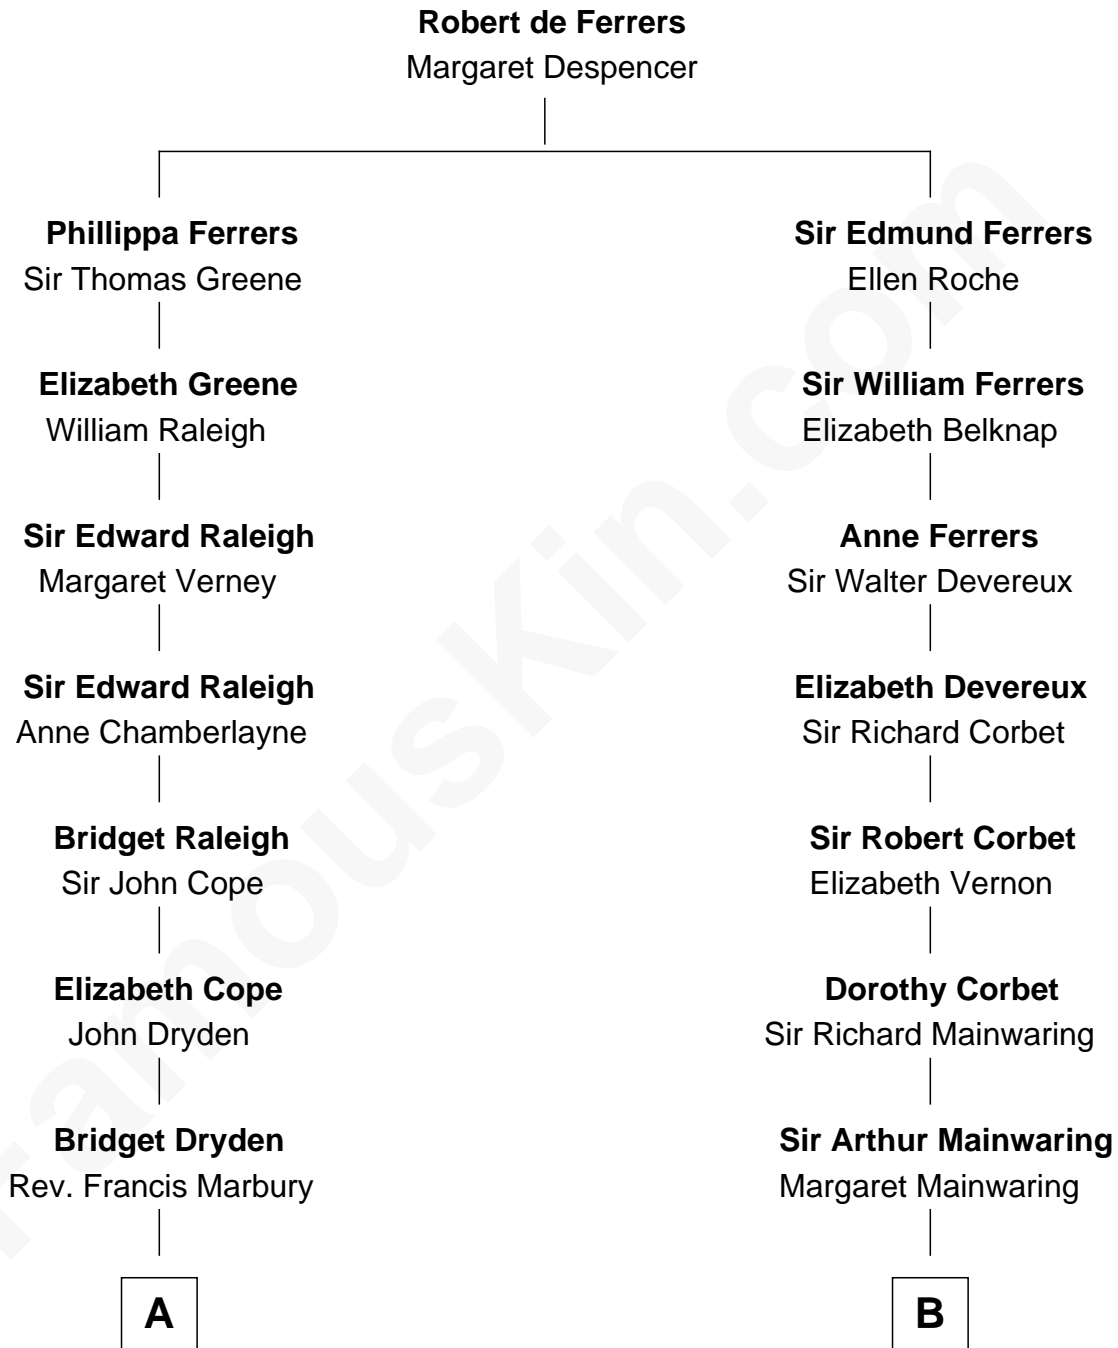 Robert de Ferrers
Margaret Despencer
Phillippa Ferrers
Sir Thomas Greene
Elizabeth Greene
William Raleigh
Sir Edward Raleigh
Margaret Verney
Sir Edward Raleigh
Anne Chamberlayne
Bridget Raleigh
Sir John Cope
Elizabeth Cope
John Dryden
Bridget Dryden
Rev. Francis Marbury
A
Sir Edmund Ferrers
Ellen Roche
Sir William Ferrers
Elizabeth Belknap
Anne Ferrers
Sir Walter Devereux
Elizabeth Devereux
Sir Richard Corbet
Sir Robert Corbet
Elizabeth Vernon
Dorothy Corbet
Sir Richard Mainwaring
Sir Arthur Mainwaring
Margaret Mainwaring
B
FamousKin.com